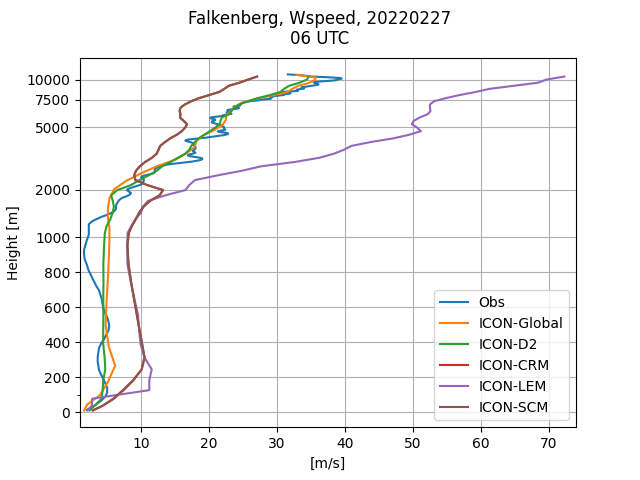 Falkenberg, Wspeed, 20220227
06 UTC
Height [m]
10000
7500
5000
2000
1000
800
600
400
200
0
Obs
ICON-Global
ICON-D2
ICON-CRM
ICON-LEM
ICON-SCM
10 20 30 40 50 60 70
[m/s]